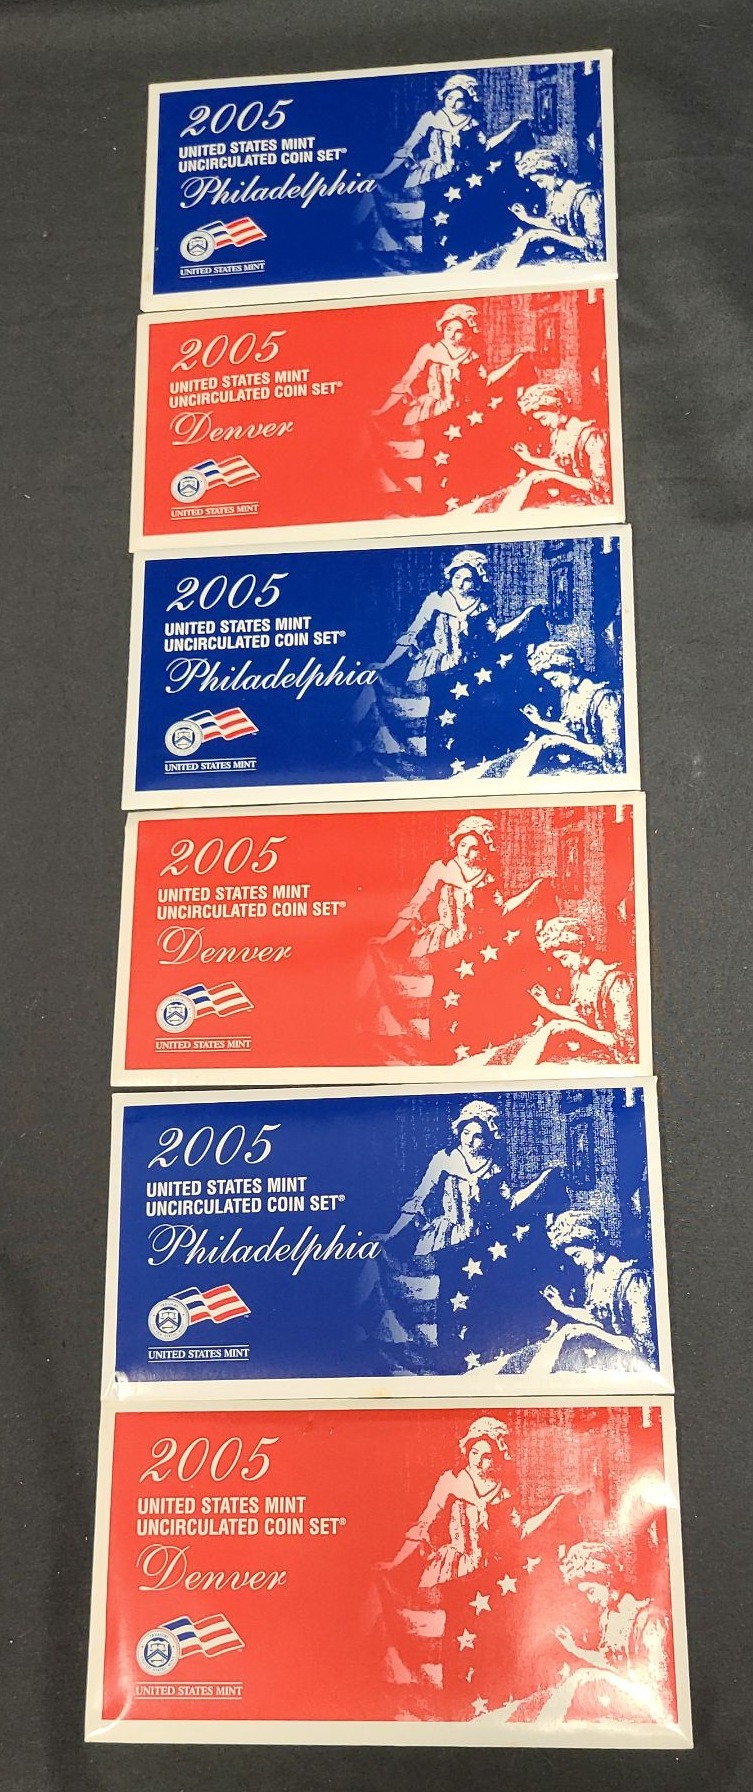 2005
UNITED STATES MINT
UNCIRCULATED COIN SET®
Philadelphia
UNITED STATES MINT
2005
UNITED STATES MINT
UNCIRCULATED COIN SET®
Denver
UNITED STATES MINT
2005
UNITED STATES MINT
UNCIRCULATED COIN SET®
Philadelphia
UNITED STATES MINT
2005
UNITED STATES MINT
UNCIRCULATED COIN SET®
Denver
UNITED STATES MINT
2005
UNITED STATES MINT
UNCIRCULATED COIN SET®
Philadelphia
UNITED STATES MINT
2005
UNITED STATES MINT
UNCIRCULATED COIN SET®
Denver
UNITED STATES MINT